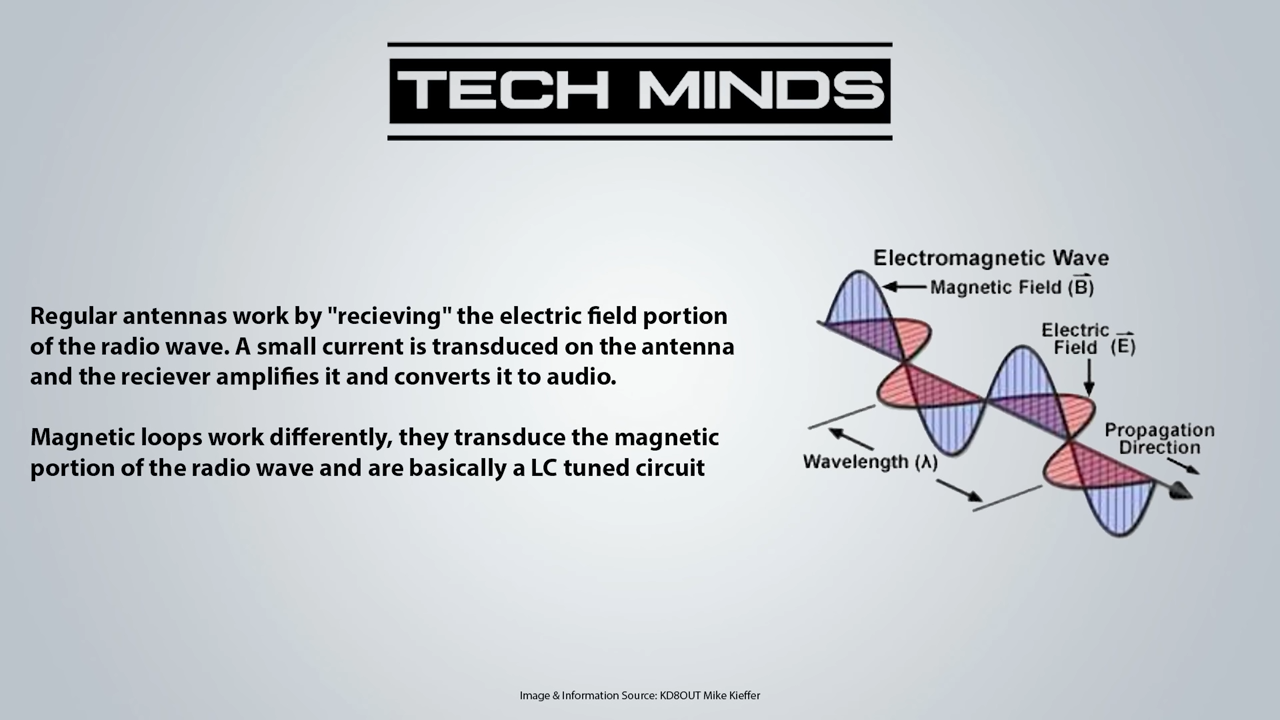 TECH MINDS
Regular antennas work by "recieving" the electric field portion
of the radio wave. A small current is transduced on the antenna
and the reciever amplifies it and converts it to audio.
Magnetic loops work differently, they transduce the magnetic
portion of the radio wave and are basically a LC tuned circuit
Electromagnetic Wave
Magnetic Field (B⃗)
Electric
Field (E⃗)
Propagation
Direction
Wavelength (λ)
Image & Information Source: KD8OUT Mike Kieffer